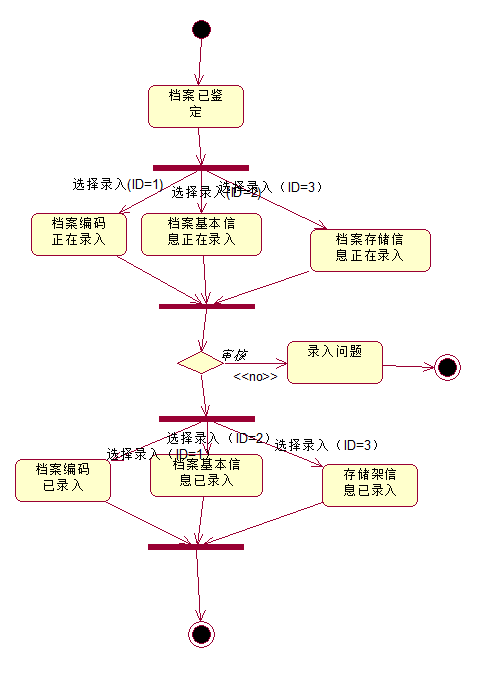 档案已鉴
定
选择录入(ID=1)
选择录入(ID=2)
选择录入（ID=3）
档案编码
正在录入
档案基本信
息正在录入
档案存储信
息正在录入
审核
<<no>>
录入问题
选择录入（ID=1
选择录入（ID=2）
选择录入（ID=3）
档案编码
已录入
档案基本信
息已录入
存储架信
息已录入